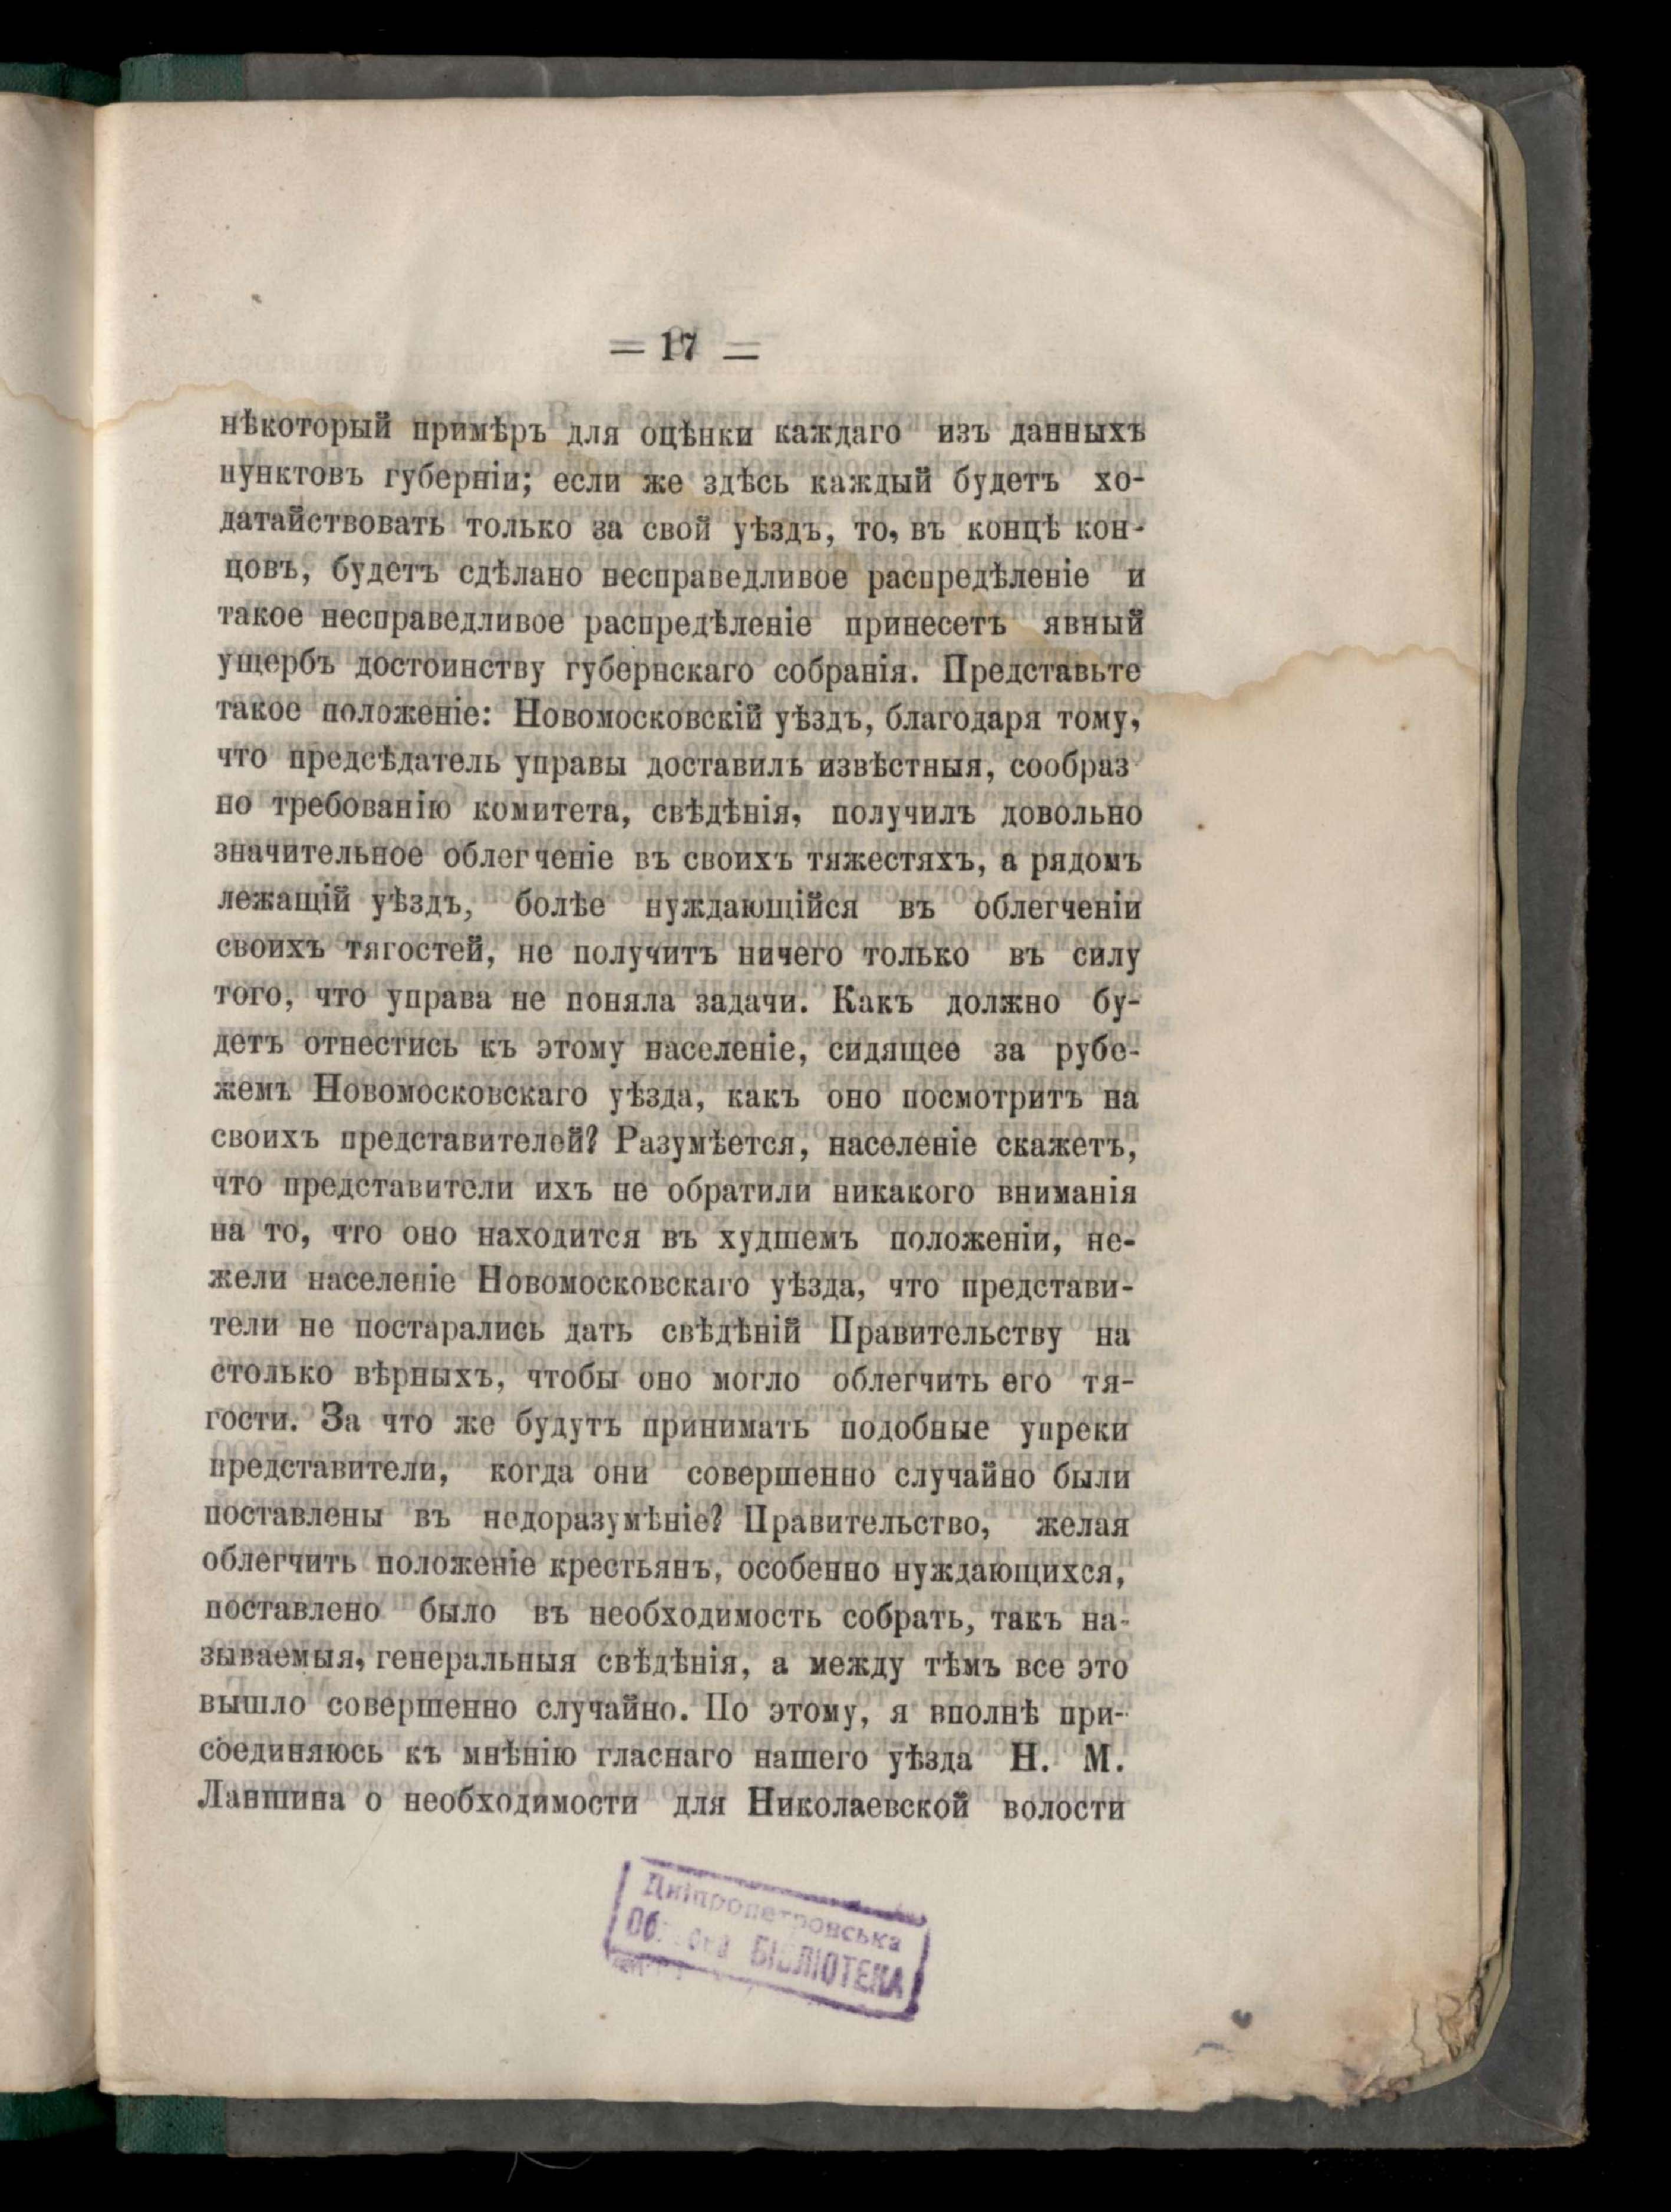 = 17 =
нѣкоторый примѣръ для оцѣнки каждаго изъ данныхъ
пунктовъ губерніи; если же здѣсь каждый будетъ хо-
датайствовать только за свой уѣздъ, то, въ концѣ кон-
цовъ, будетъ сдѣлано несправедливое распредѣленіе и
такое несправедливое распредѣленіе принесетъ явный
ущербъ достоинству губернскаго собранія. Представьте
такое положеніе: Новомосковскій уѣздъ, благодаря тому,
что предсѣдатель управы доставилъ извѣстныя, сообраз
но требованію комитета, свѣдѣнія, получилъ довольно
значительное облегченіе въ своихъ тяжестяхъ, а рядомъ
лежащій уѣздъ, болѣе нуждающійся въ облегченіи
своихъ тягостей, не получитъ ничего только въ силу
того, что управа не поняла задачи. Какъ должно бу-
детъ отнестись къ этому населеніе, сидящее за рубе-
жемъ Новомосковскаго уѣзда, какъ оно посмотритъ на
своихъ представителей? Разумѣется, населеніе скажетъ,
что представители ихъ не обратили никакого вниманія
на то, что оно находится въ худшемъ положеніи, не-
жели населеніе Новомосковскаго уѣзда, что представи-
тели не постарались дать свѣдѣній Правительству на
столько вѣрныхъ, чтобы оно могло облегчить его тя-
гости. За что же будутъ принимать подобные упреки
представители, когда они совершенно случайно были
поставлены въ недоразумѣніе? Правительство, желая
облегчить положеніе крестьянъ, особенно нуждающихся,
поставлено было въ необходимость собрать, такъ на-
зываемыя, генеральныя свѣдѣнія, а между тѣмъ все это
вышло совершенно случайно. По этому, я вполнѣ при-
соединяюсь къ мнѣнію гласнаго нашего уѣзда Н. М.
Ланшина о необходимости для Николаевской волости
Дніпропетровська
БІБЛІОТЕКА